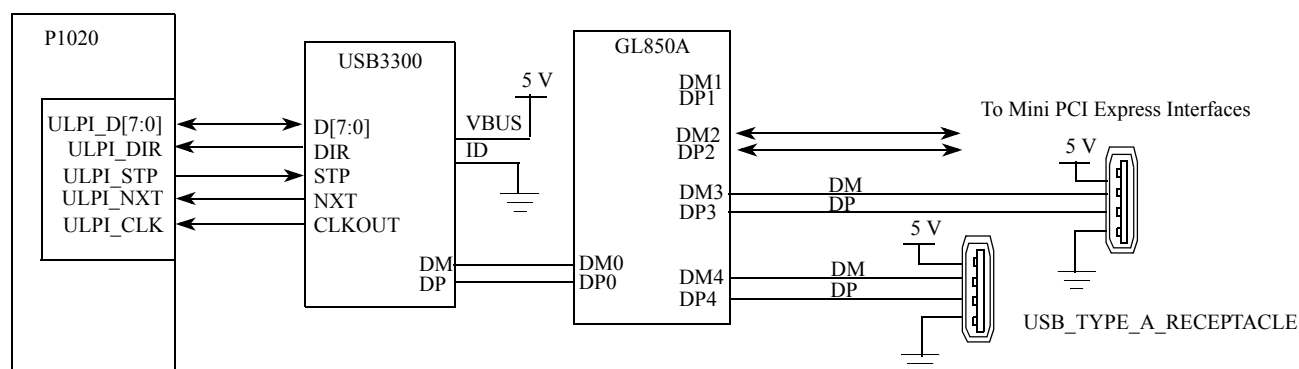 P1020
ULPI_D[7:0]
ULPI_DIR
ULPI_STP
ULPI_NXT
ULPI_CLK
USB3300
D[7:0]
DIR
STP
NXT
CLKOUT
DM
DP
VBUS
ID
5 V
GL850A
DM0
DP0
DM1
DP1
DM2
DP2
DM3
DP3
DM4
DP4
To Mini PCI Express Interfaces
5 V
DM
DP
5 V
DM
DP
USB_TYPE_A_RECEPTACLE